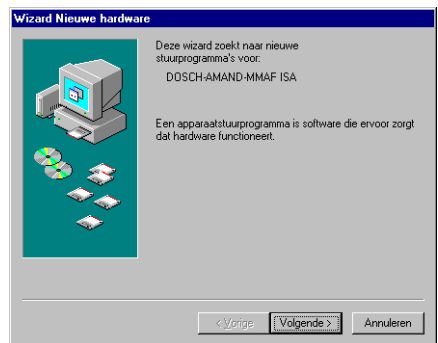 Wizard Nieuwe hardware
Deze wizard zoekt naar nieuwe
stuurprogramma's voor:
DOSCH-AMAND-MMAF ISA
Een apparaatstuurprogramma is software die ervoor zorgt
dat hardware functioneert.
< Vorige Volgende > Annuleren